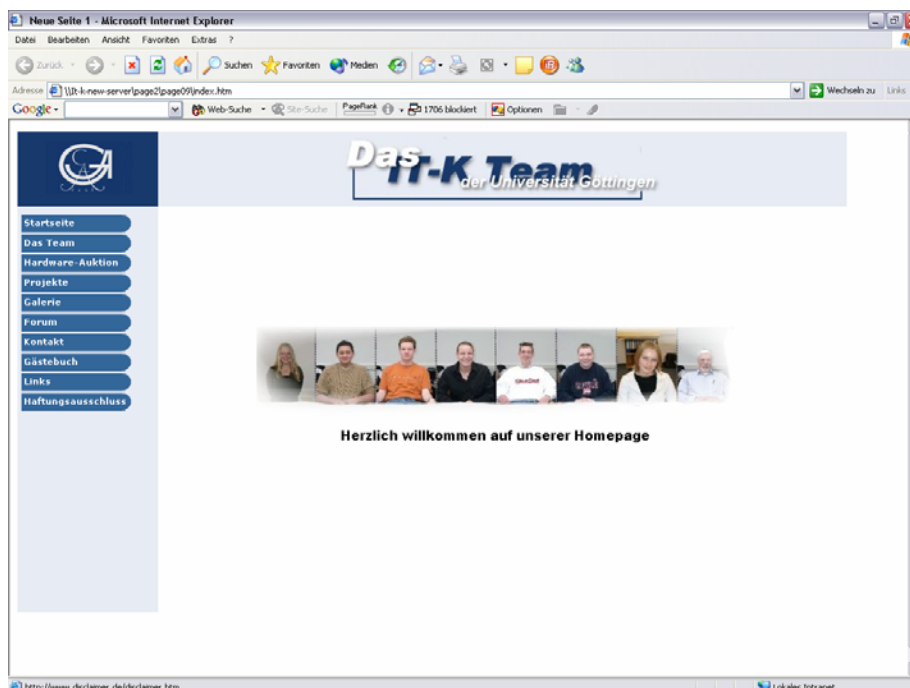 Neue Seite 1 - Microsoft Internet Explorer
Datei Bearbeiten Ansicht Favoriten Extras ?
Zurück Suchen Favoriten Medien
Adresse \\It-k-new-server\page2\page09\index.htm Wechseln zu Links
Google Web-Suche Site-Suche PageRank 1706 blockiert Optionen
GA
Das
IT-K Team
der Universität Göttingen
Startseite
Das Team
Hardware-Auktion
Projekte
Galerie
Forum
Kontakt
Gästebuch
Links
Haftungsausschluss
Herzlich willkommen auf unserer Homepage
http://www.disclaimer.de/disclaimer.htm Lokales Intranet